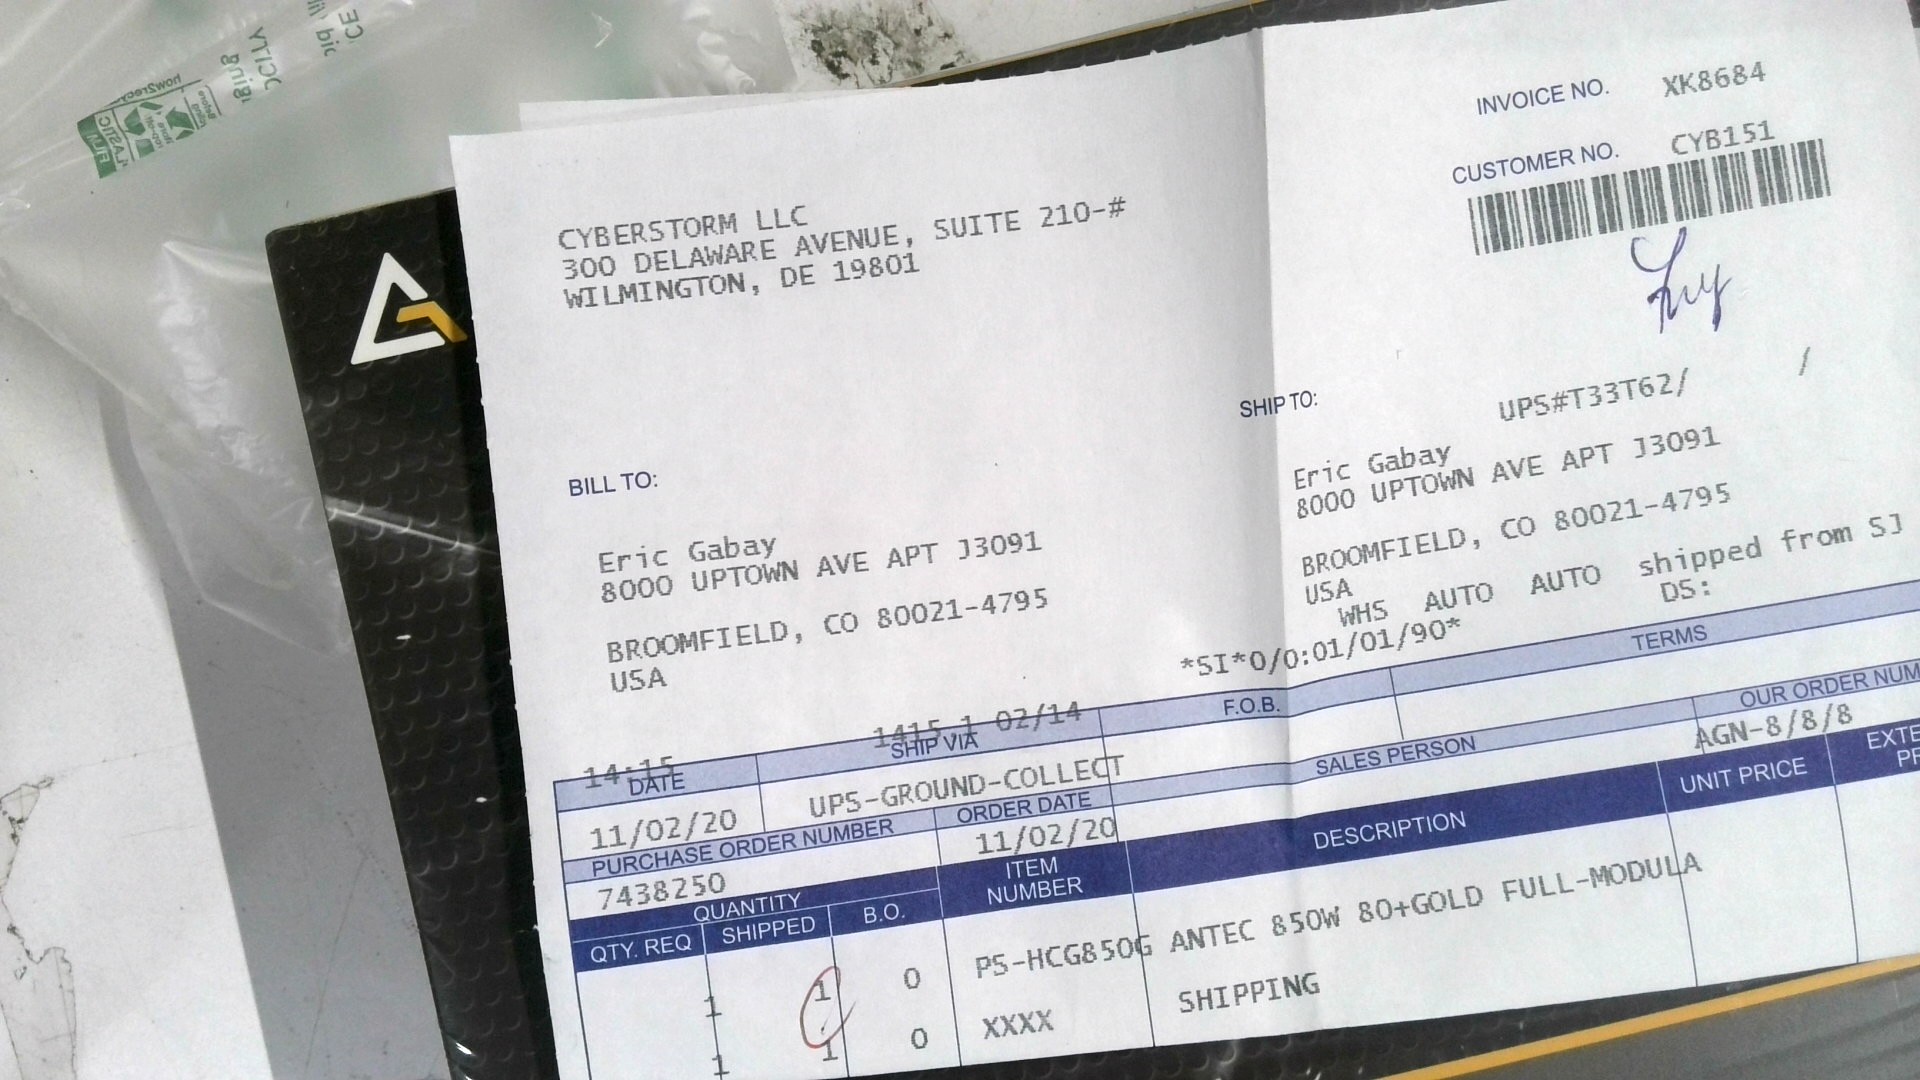 INVOICE NO. XK8684
CUSTOMER NO. CYB151
CYBERSTORM LLC
300 DELAWARE AVENUE, SUITE 210-#
WILMINGTON, DE 19801
SHIP TO:
UPS#T33T62/ /
Eric Gabay
8000 UPTOWN AVE APT J3091
BROOMFIELD, CO 80021-4795
USA
WHS AUTO AUTO shipped from SJ
DS:
*SI*O/O:01/01/90*
BILL TO:
Eric Gabay
8000 UPTOWN AVE APT J3091
BROOMFIELD, CO 80021-4795
USA
14:15 1415.1 02/14
DATE SHIP VIA F.O.B. TERMS
11/02/20 UPS-GROUND-COLLECT
PURCHASE ORDER NUMBER ORDER DATE SALES PERSON OUR ORDER NUM
7438250 11/02/20 AGN-8/8/8
QUANTITY ITEM NUMBER DESCRIPTION UNIT PRICE EXTE
QTY. REQ SHIPPED B.O.
1 1 0 PS-HCG850G ANTEC 850W 80+GOLD FULL-MODULA
1 1 0 XXXX SHIPPING